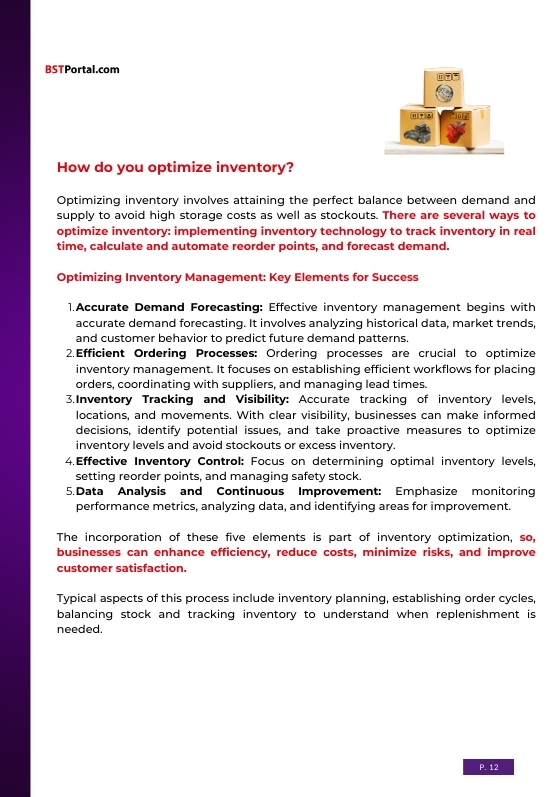 BSTPortal.com
How do you optimize inventory?
Optimizing inventory involves attaining the perfect balance between demand and
supply to avoid high storage costs as well as stockouts. There are several ways to
optimize inventory: implementing inventory technology to track inventory in real
time, calculate and automate reorder points, and forecast demand.
Optimizing Inventory Management: Key Elements for Success
1. Accurate Demand Forecasting: Effective inventory management begins with
accurate demand forecasting. It involves analyzing historical data, market trends,
and customer behavior to predict future demand patterns.
2. Efficient Ordering Processes: Ordering processes are crucial to optimize
inventory management. It focuses on establishing efficient workflows for placing
orders, coordinating with suppliers, and managing lead times.
3. Inventory Tracking and Visibility: Accurate tracking of inventory levels,
locations, and movements. With clear visibility, businesses can make informed
decisions, identify potential issues, and take proactive measures to optimize
inventory levels and avoid stockouts or excess inventory.
4. Effective Inventory Control: Focus on determining optimal inventory levels,
setting reorder points, and managing safety stock.
5. Data Analysis and Continuous Improvement: Emphasize monitoring
performance metrics, analyzing data, and identifying areas for improvement.
The incorporation of these five elements is part of inventory optimization, so,
businesses can enhance efficiency, reduce costs, minimize risks, and improve
customer satisfaction.
Typical aspects of this process include inventory planning, establishing order cycles,
balancing stock and tracking inventory to understand when replenishment is
needed.
P. 12